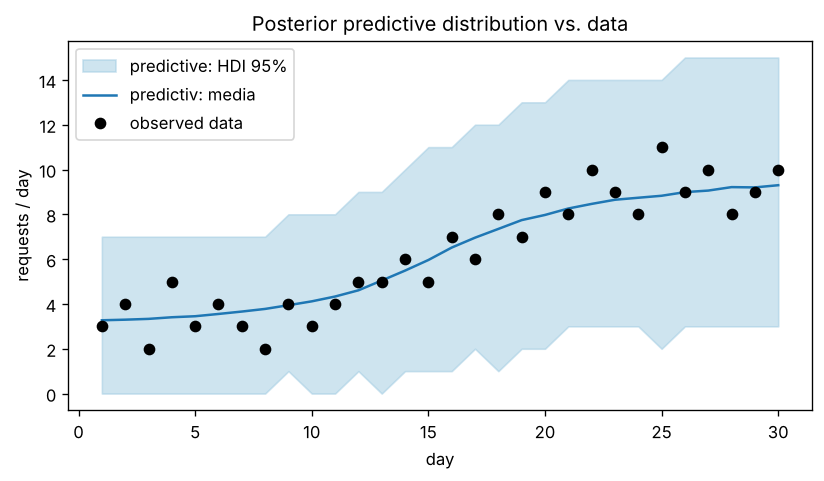 Posterior predictive distribution vs. data
predictive: HDI 95%
predictiv: media
observed data
requests / day
14
12
10
8
6
4
2
0
0 5 10 15 20 25 30
day